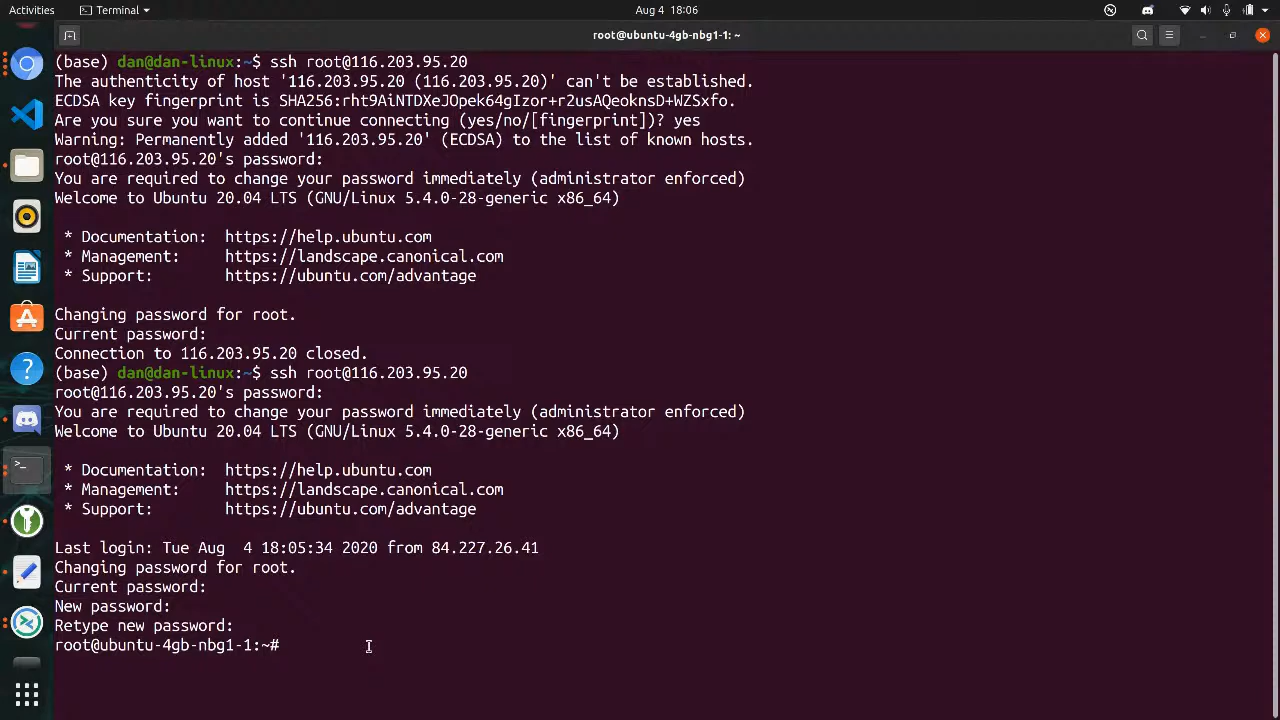 Activities
Terminal
Aug 4 18:06
root@ubuntu-4gb-nbg1-1: ~
(base) dan@dan-linux:~$ ssh root@116.203.95.20
The authenticity of host '116.203.95.20 (116.203.95.20)' can't be established.
ECDSA key fingerprint is SHA256:rht9AiNTDXeJOpek64gIzor+r2usAQeoknsD+WZSxfo.
Are you sure you want to continue connecting (yes/no/[fingerprint])? yes
Warning: Permanently added '116.203.95.20' (ECDSA) to the list of known hosts.
root@116.203.95.20's password:
You are required to change your password immediately (administrator enforced)
Welcome to Ubuntu 20.04 LTS (GNU/Linux 5.4.0-28-generic x86_64)
* Documentation: https://help.ubuntu.com
* Management: https://landscape.canonical.com
* Support: https://ubuntu.com/advantage
Changing password for root.
Current password:
Connection to 116.203.95.20 closed.
(base) dan@dan-linux:~$ ssh root@116.203.95.20
root@116.203.95.20's password:
You are required to change your password immediately (administrator enforced)
Welcome to Ubuntu 20.04 LTS (GNU/Linux 5.4.0-28-generic x86_64)
* Documentation: https://help.ubuntu.com
* Management: https://landscape.canonical.com
* Support: https://ubuntu.com/advantage
Last login: Tue Aug 4 18:05:34 2020 from 84.227.26.41
Changing password for root.
Current password:
New password:
Retype new password:
root@ubuntu-4gb-nbg1-1:~#